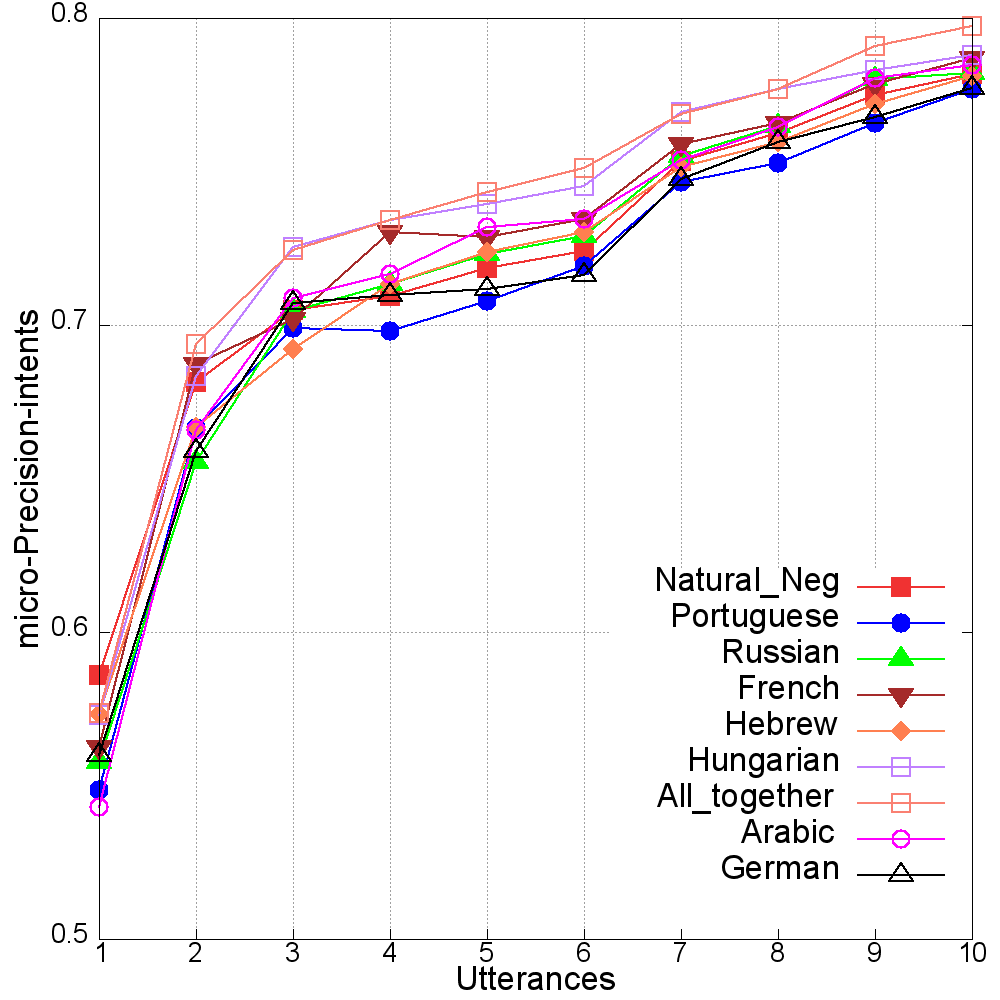 0.8
0.7
0.6
0.5
micro-Precision-intents
Natural_Neg
Portuguese
Russian
French
Hebrew
Hungarian
All_together
Arabic
German
1 2 3 4 5 6 7 8 9 10
Utterances